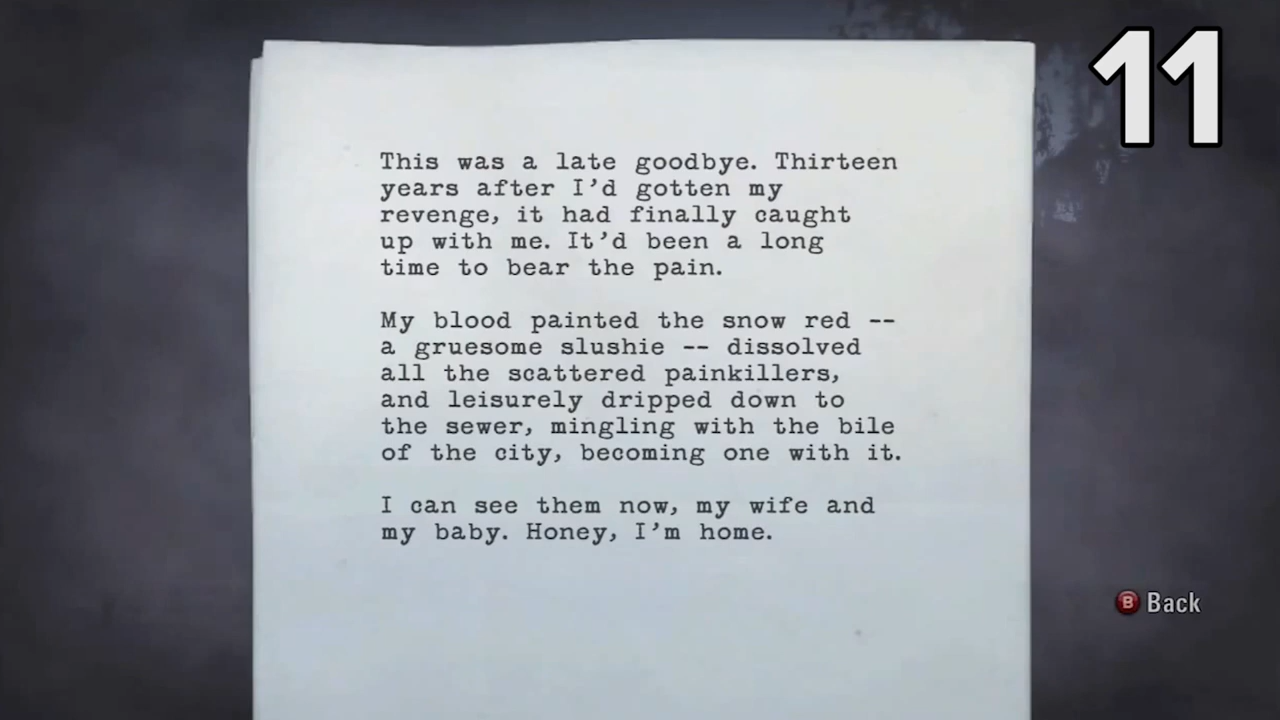 11
This was a late goodbye. Thirteen
years after I'd gotten my
revenge, it had finally caught
up with me. It'd been a long
time to bear the pain.
My blood painted the snow red --
a gruesome slushie -- dissolved
all the scattered painkillers,
and leisurely dripped down to
the sewer, mingling with the bile
of the city, becoming one with it.
I can see them now, my wife and
my baby. Honey, I'm home.
B Back